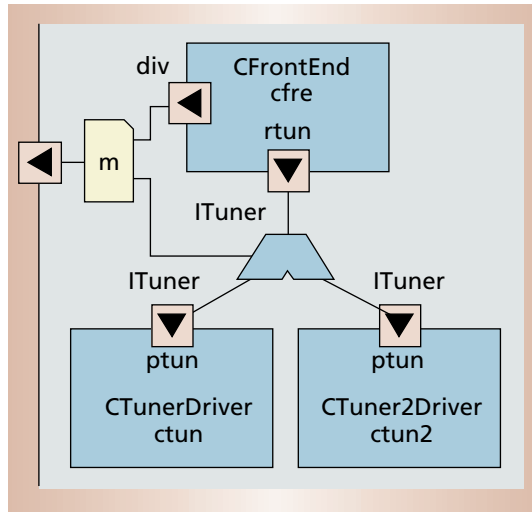 div
CFrontEnd
cfre
rtun
m
ITuner
ITuner
ITuner
ptun
ptun
CTunerDriver
ctun
CTuner2Driver
ctun2